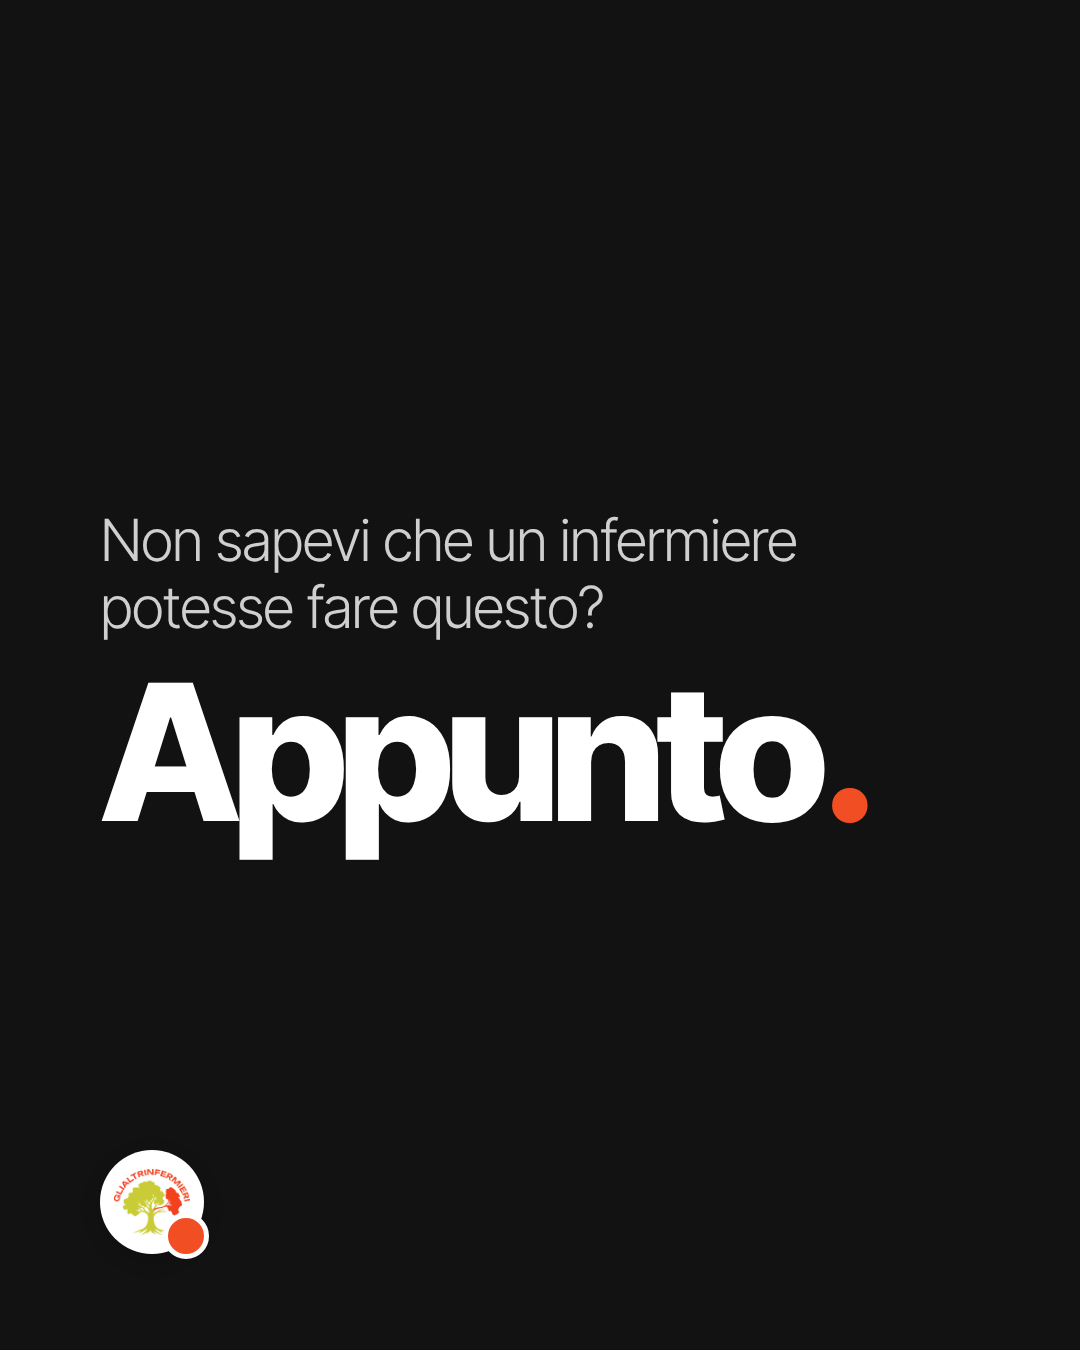 Non sapevi che un infermiere
potesse fare questo?
Appunto.
GLIALTRINFERMIERI